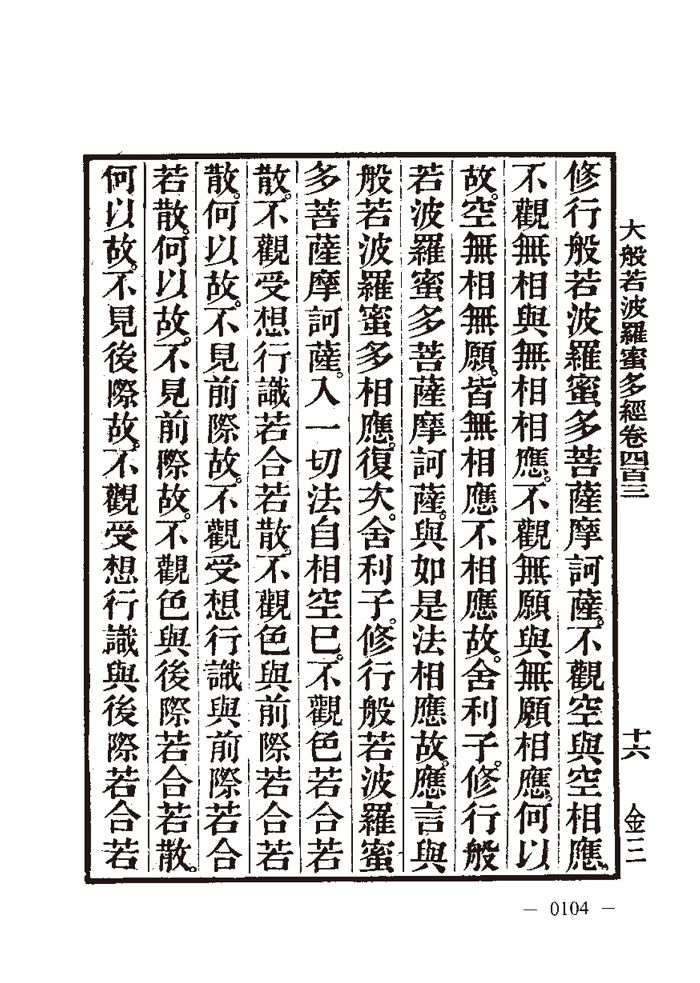 大般若波羅蜜多經卷四百三
十六
金三
修行般若波羅蜜多菩薩摩訶薩。不觀空與空相應。
不觀無相與無相相應。不觀無願與無願相應。何以
故。空無相無願。皆無相應不相應故。舍利子。修行般
若波羅蜜多菩薩摩訶薩。與如是法相應故。應言與
般若波羅蜜多相應。復次。舍利子。修行般若波羅蜜
多菩薩摩訶薩。入一切法自相空已。不觀色若合若
散。不觀受想行識若合若散。不觀色與前際若合若
散。何以故。不見前際故。不觀受想行識與前際若合
若散。何以故。不見前際故。不觀色與後際若合若散。
何以故。不見後際故。不觀受想行識與後際若合若
— 0104 —